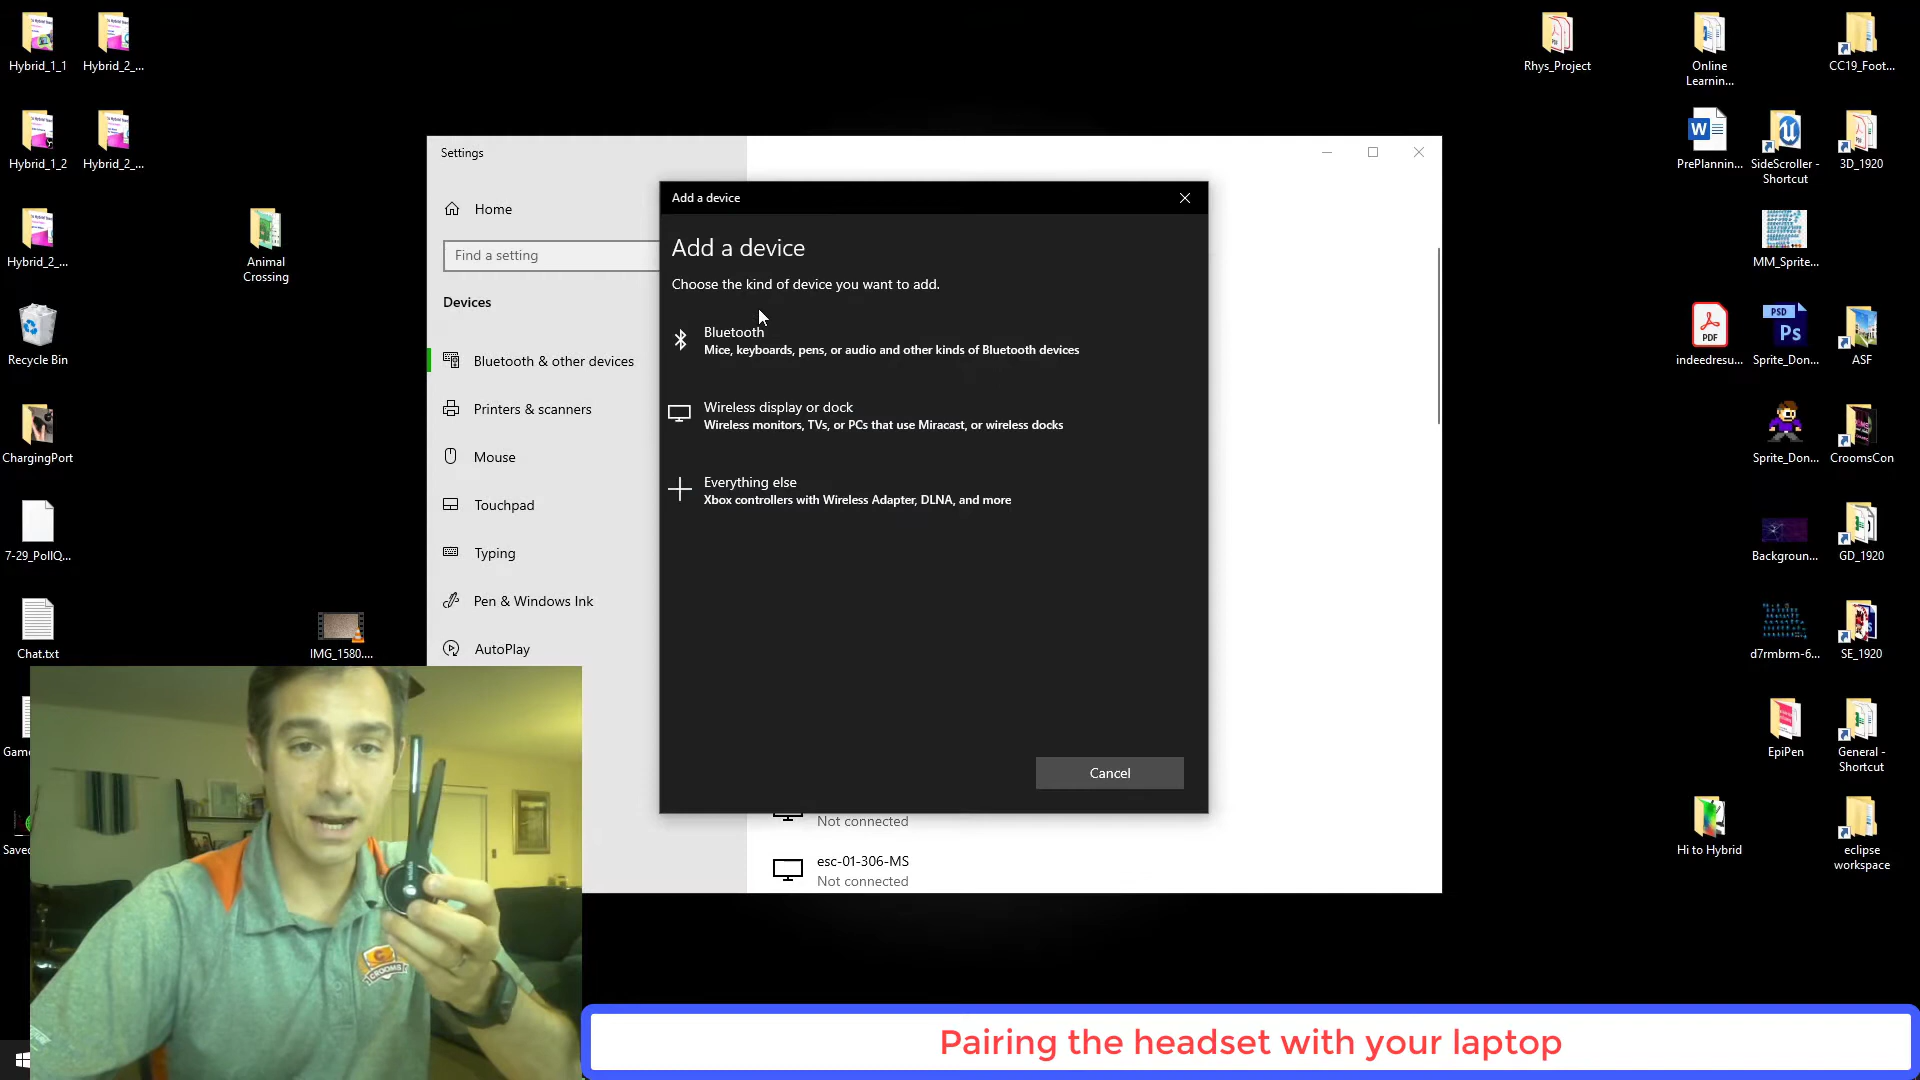 Hybrid_1_1
Hybrid_2_...
Rhys_Project
Online
Learnin...
CC19_Foot...
Hybrid_1_2
Hybrid_2_...
PrePlannin...
SideScroller -
Shortcut
3D_1920
Hybrid_2_...
Animal
Crossing
MM_Sprite...
Recycle Bin
indeedresu...
Sprite_Don...
ASF
ChargingPort
Sprite_Don...
CroomsCon
7-29_PollQ...
Backgroun...
GD_1920
Chat.txt
IMG_1580....
d7rmbrm-6...
SE_1920
EpiPen
General -
Shortcut
Hi to Hybrid
eclipse
workspace
PDF
PSD
Ps
PDF
W
Settings
Home
Find a setting
Devices
Bluetooth & other devices
Printers & scanners
Mouse
Touchpad
Typing
Pen & Windows Ink
AutoPlay
Add a device
Add a device
Choose the kind of device you want to add.
Bluetooth
Mice, keyboards, pens, or audio and other kinds of Bluetooth devices
Wireless display or dock
Wireless monitors, TVs, or PCs that use Miracast, or wireless docks
Everything else
Xbox controllers with Wireless Adapter, DLNA, and more
Cancel
Not connected
esc-01-306-MS
Not connected
CROOMS
Pairing the headset with your laptop